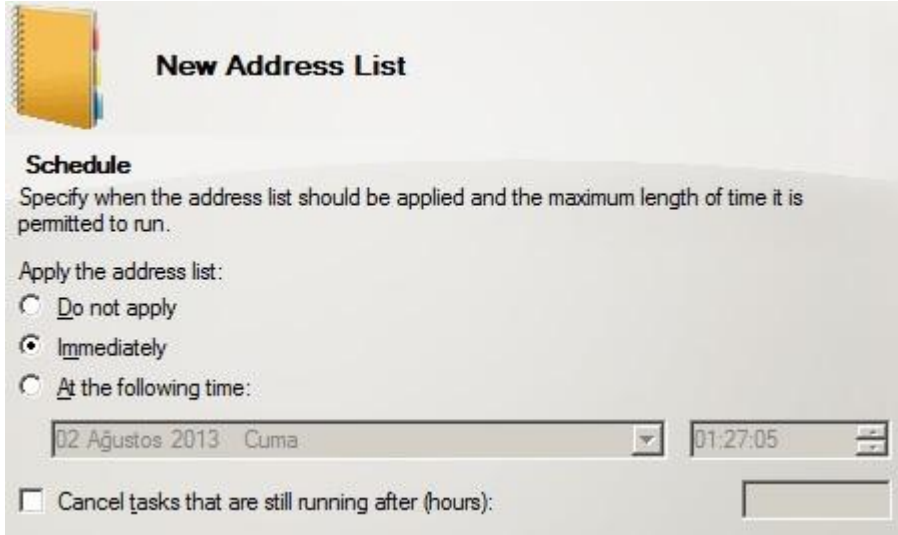 New Address List
Schedule
Specify when the address list should be applied and the maximum length of time it is
permitted to run.
Apply the address list:
Do not apply
Immediately
At the following time:
02 Ağustos 2013 Cuma
01:27:05
Cancel tasks that are still running after (hours):